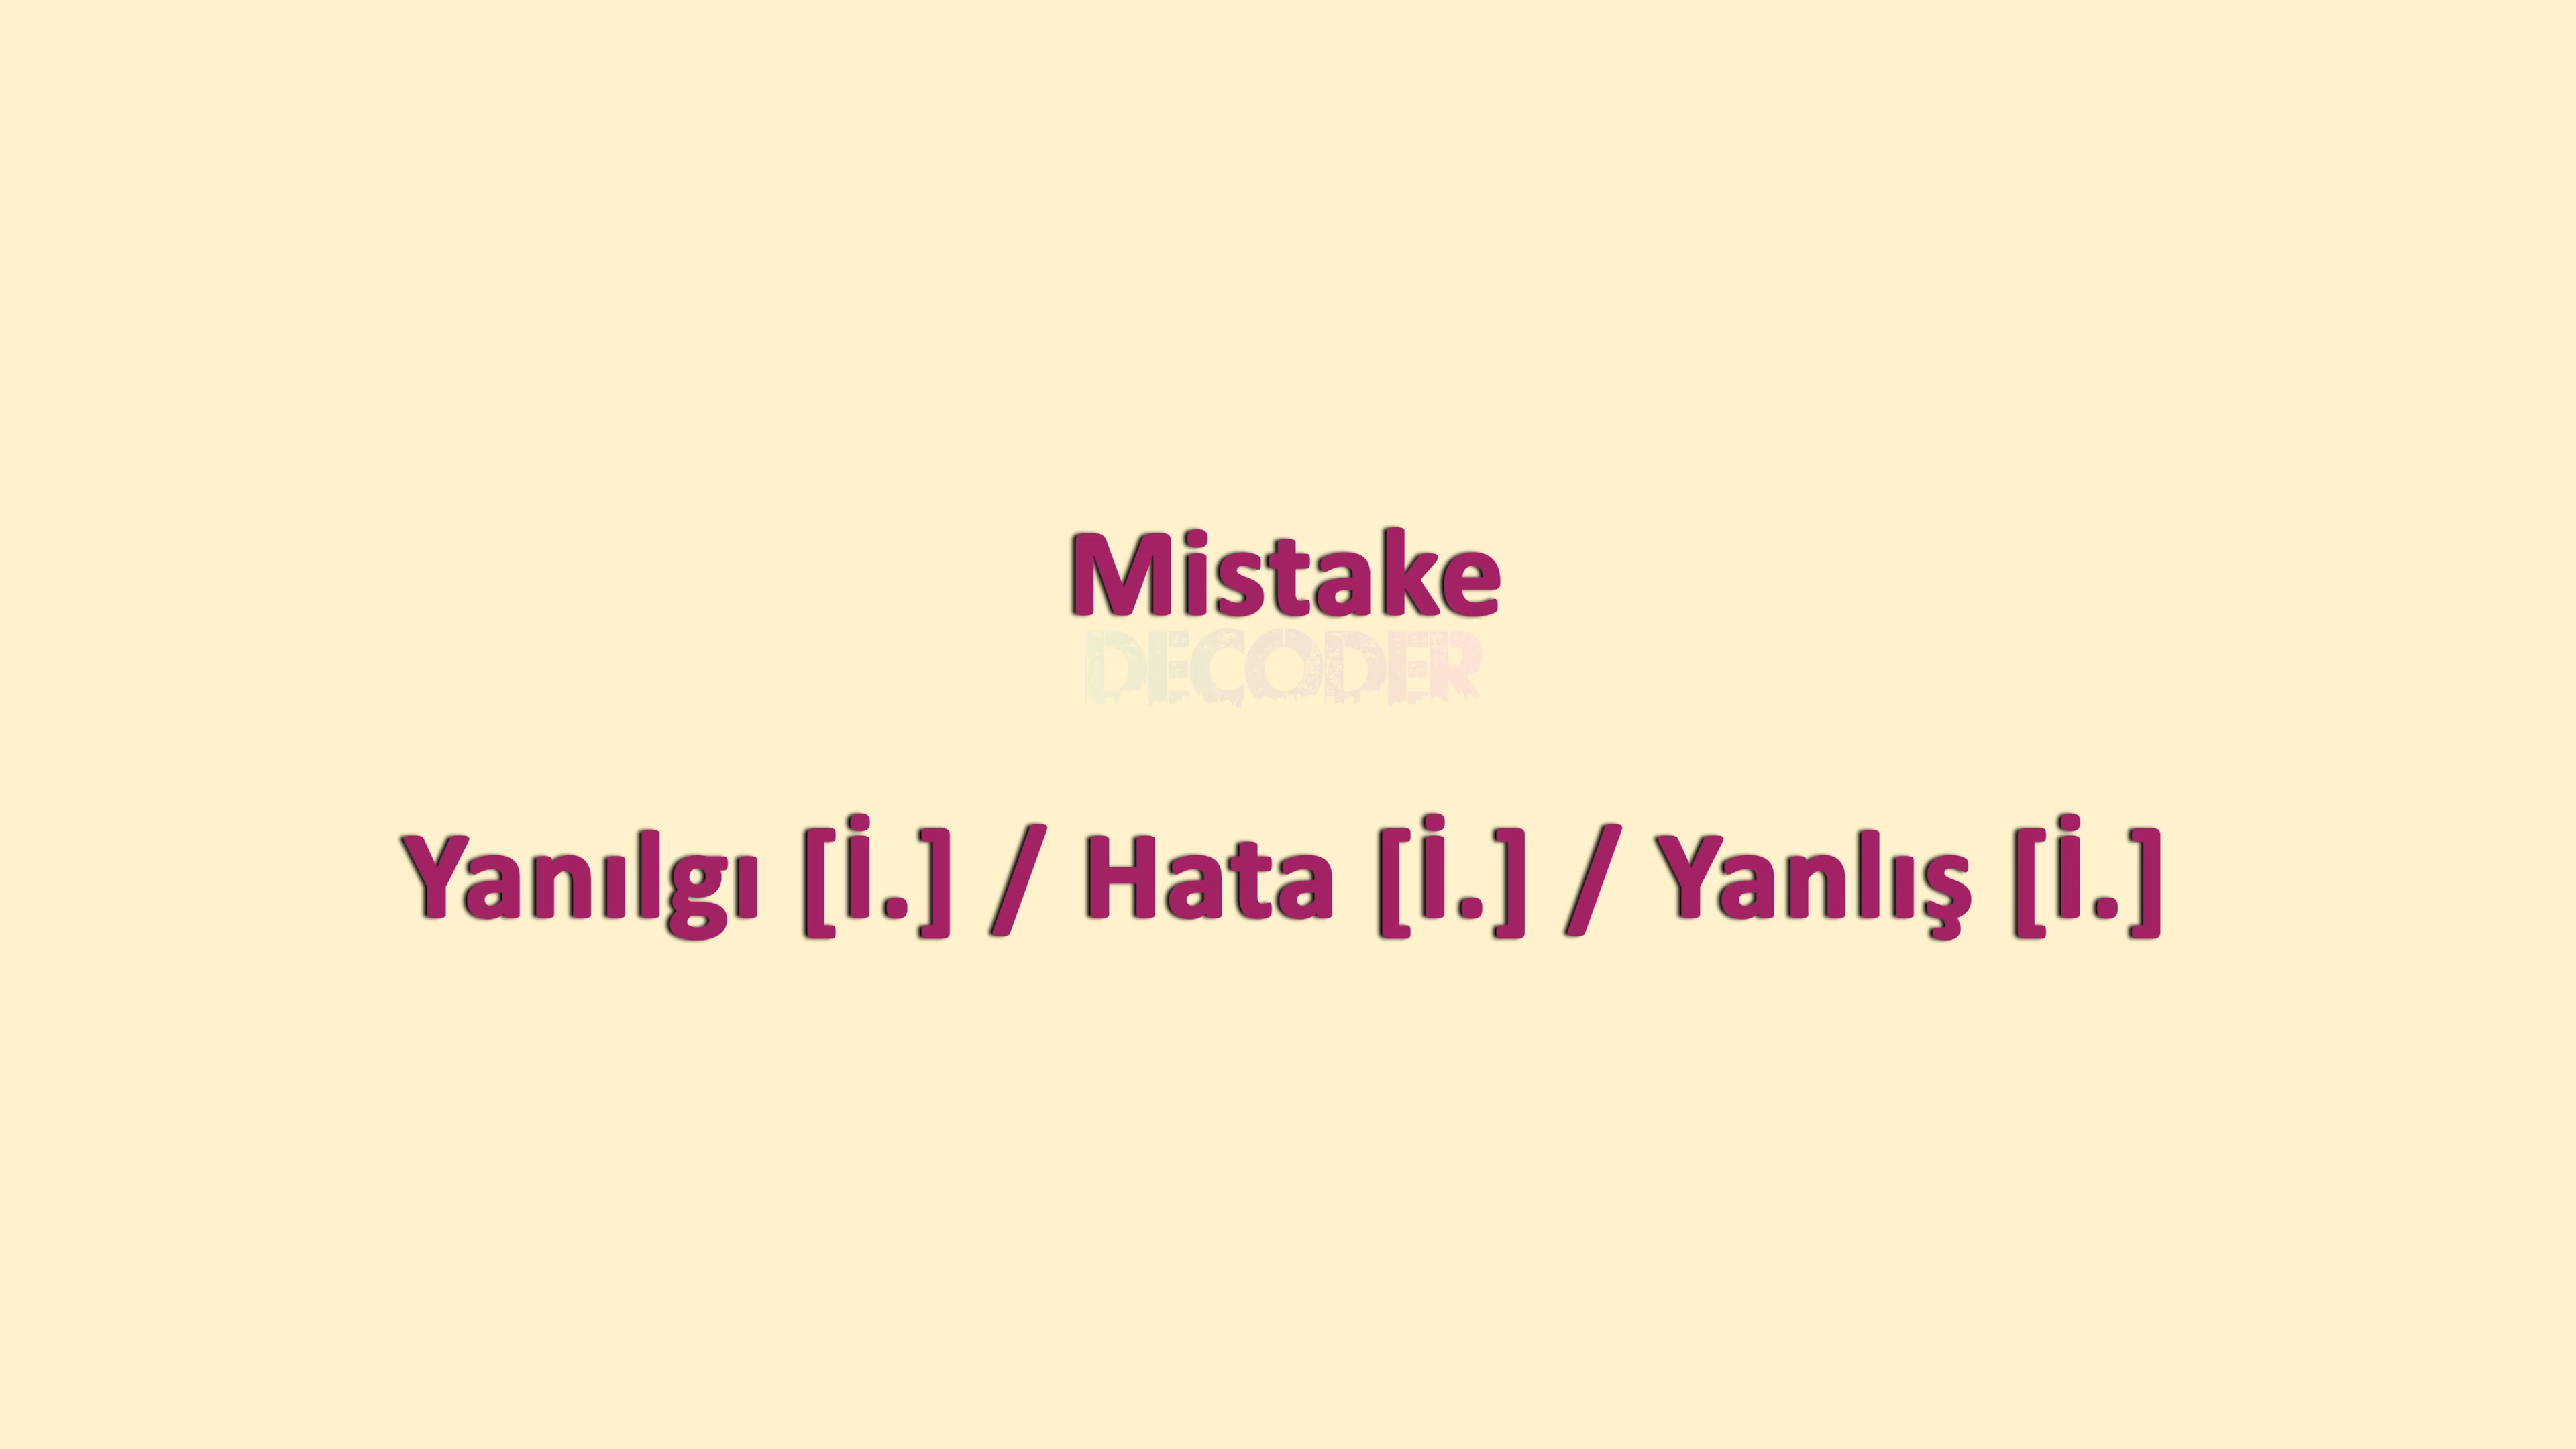 Mistake
DECODER
Yanılgı [İ.] / Hata [İ.] / Yanlış [İ.]